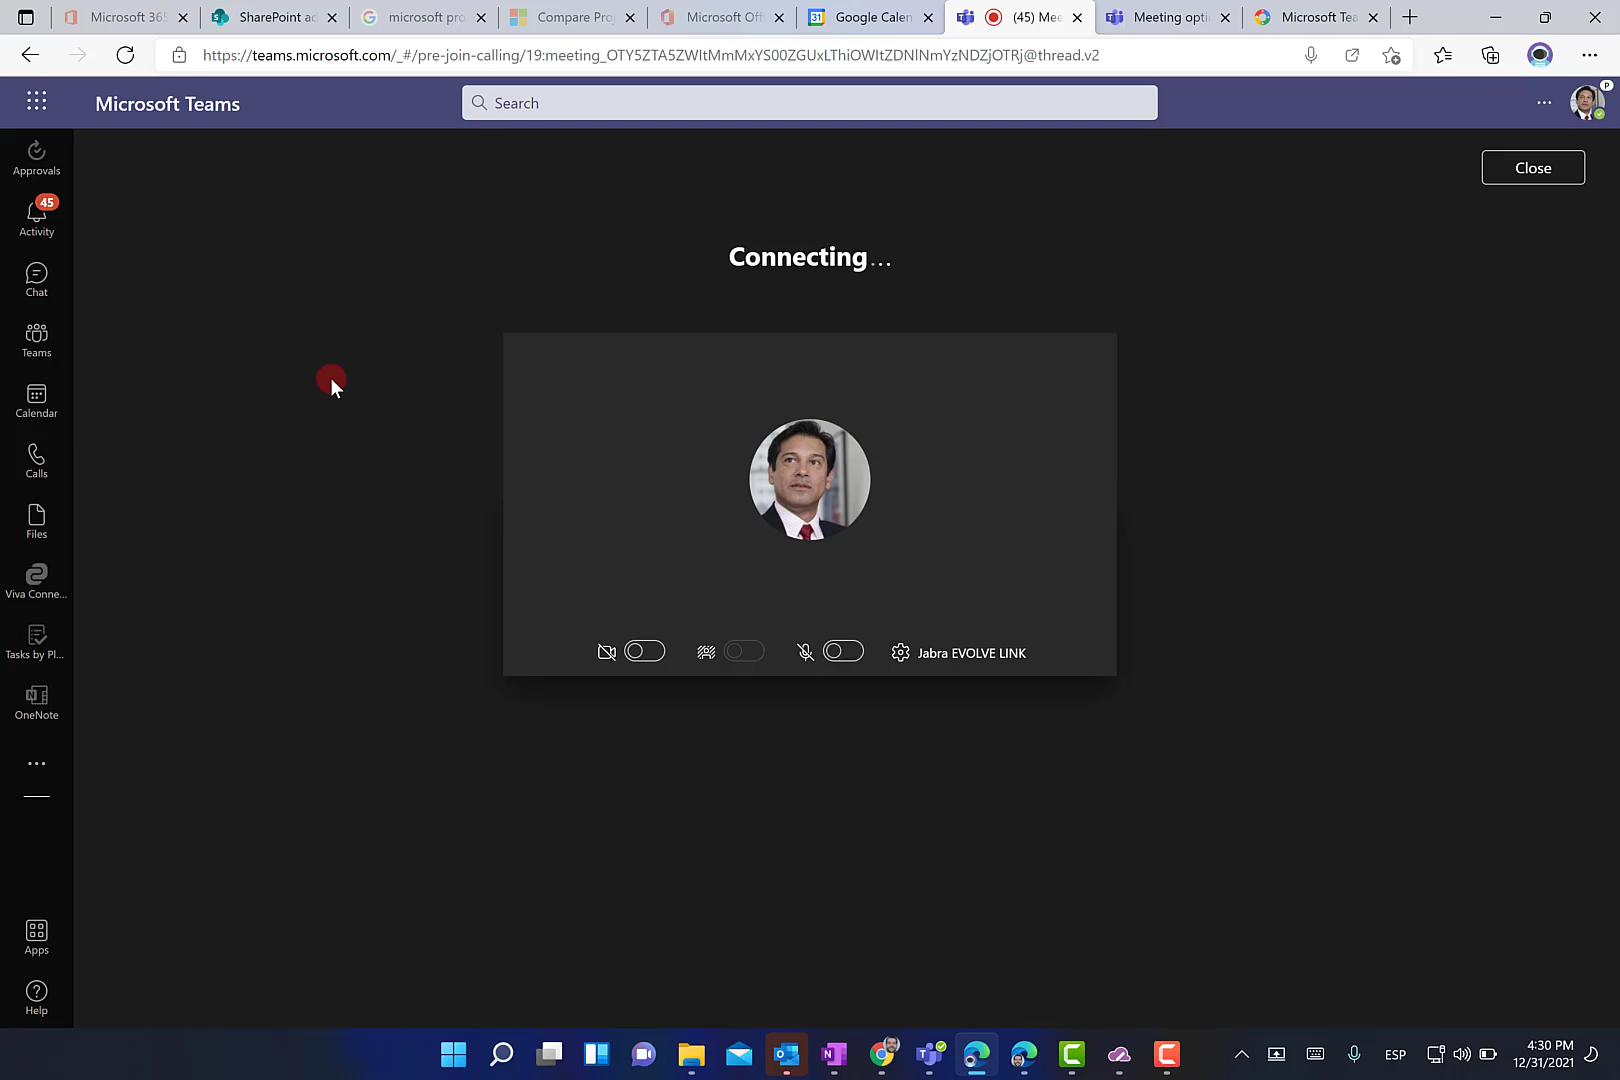 Microsoft 365
SharePoint ad
microsoft pro
Compare Proj
Microsoft Off
31
Google Calen
(45) Mee
Meeting opti
Microsoft Tea
https://teams.microsoft.com/_#/pre-join-calling/19:meeting_OTY5ZTA5ZWItMmMxYS00ZGUxLThiOWItZDNlNmYzNDZjOTRj@thread.v2
Microsoft Teams
Search
P
Close
Approvals
45
Activity
Chat
Teams
Calendar
Calls
Files
Viva Conne...
Tasks by Pl...
OneNote
Apps
Help
Connecting...
Jabra EVOLVE LINK
ESP
4:30 PM
12/31/2021